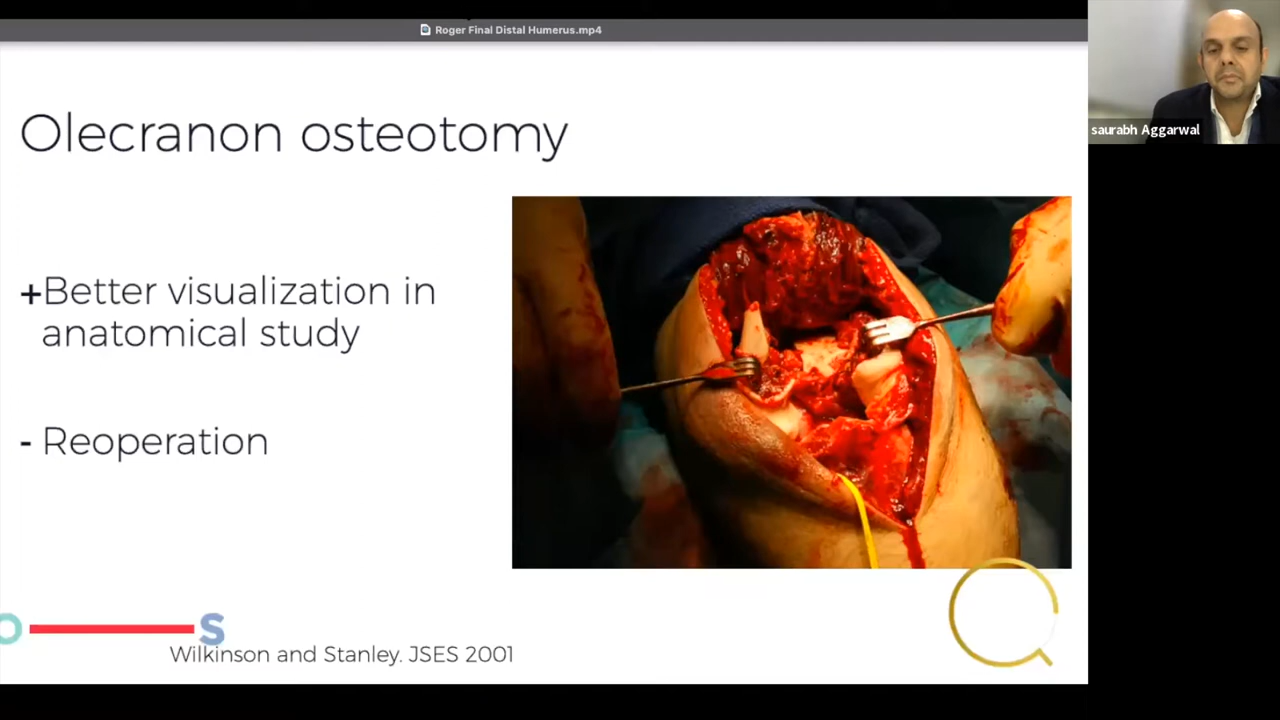 Roger Final Distal Humerus.mp4
saurabh Aggarwal
Olecranon osteotomy
+Better visualization in
anatomical study
- Reoperation
O S
Wilkinson and Stanley. JSES 2001